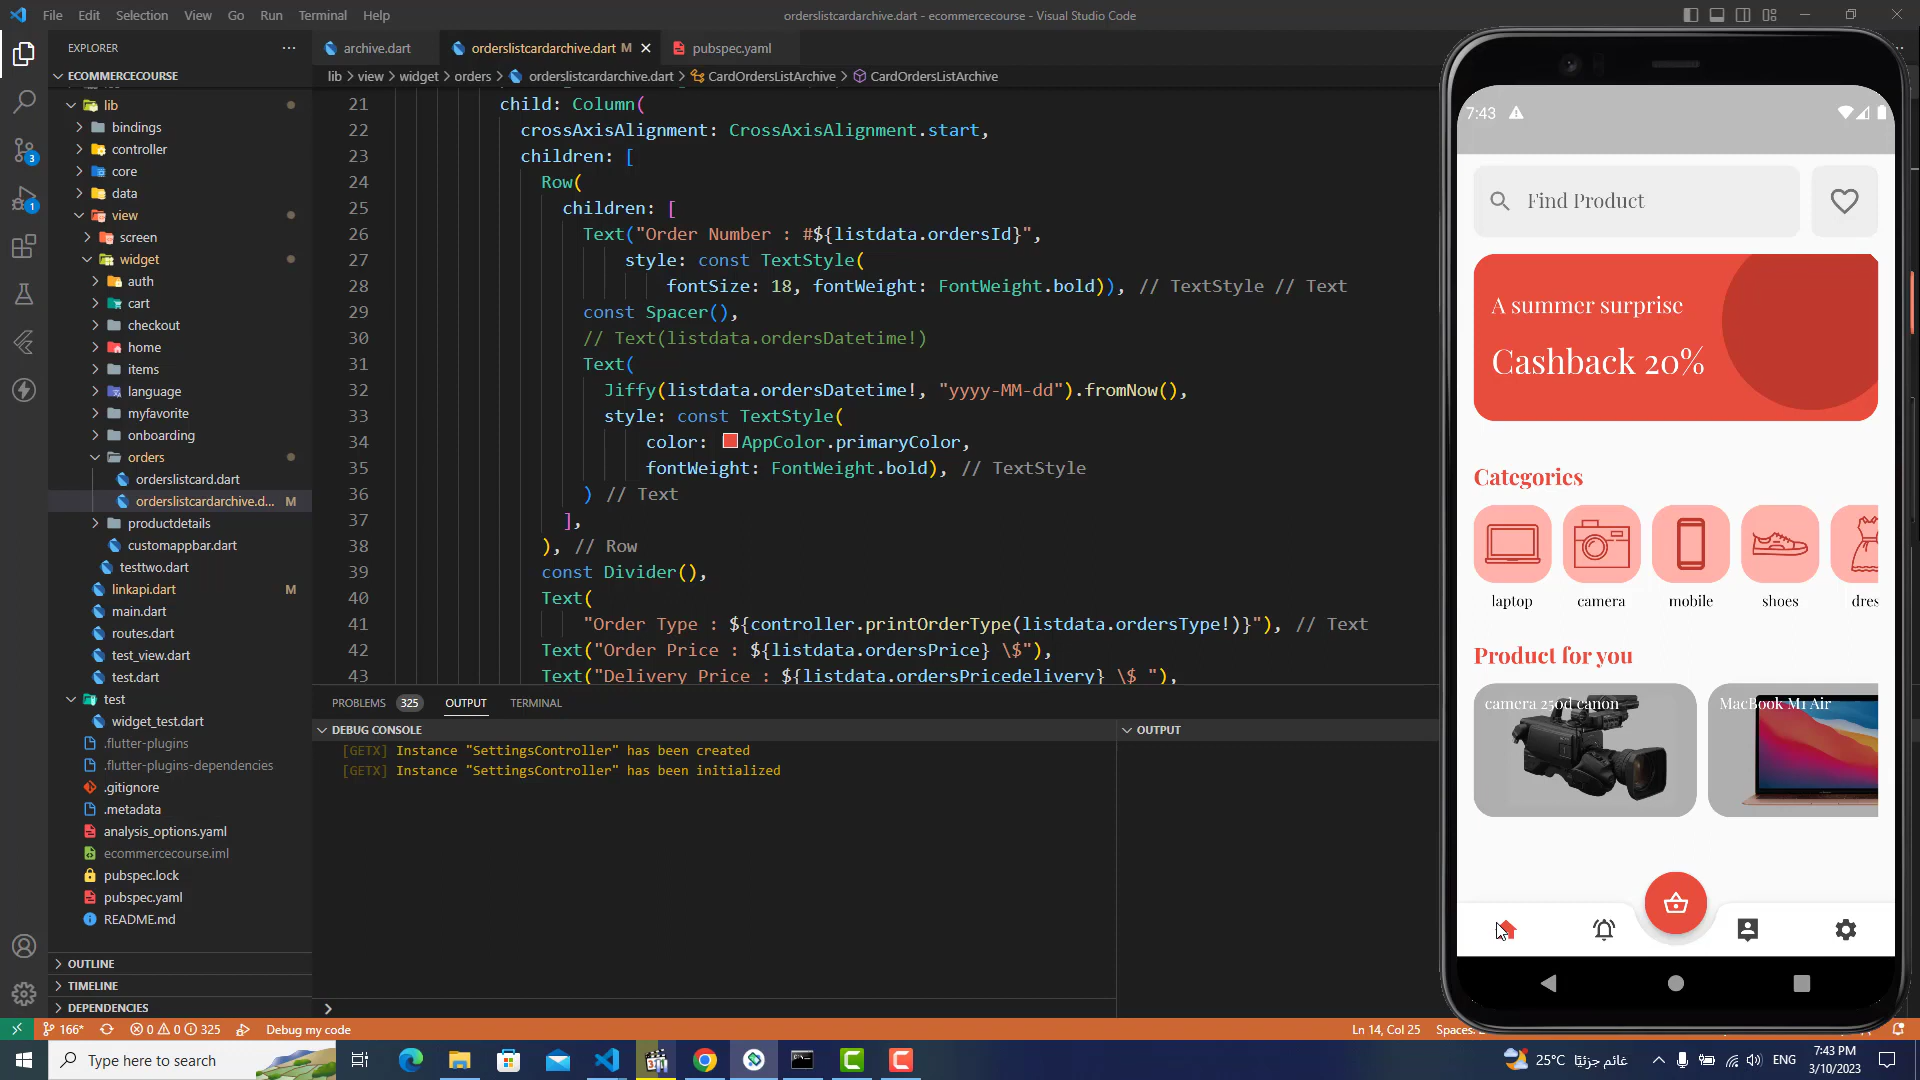 File Edit Selection View Go Run Terminal Help
orderslistcardarchive.dart - ecommercecourse - Visual Studio Code
EXPLORER
ECOMMERCECOURSE
lib
bindings
controller
core
data
view
screen
widget
auth
cart
checkout
home
items
language
myfavorite
onboarding
orders
orderslistcard.dart
orderslistcardarchive.d... M
productdetails
customappbar.dart
testtwo.dart
linkapi.dart M
main.dart
routes.dart
test_view.dart
test.dart
test
widget_test.dart
.flutter-plugins
.flutter-plugins-dependencies
.gitignore
.metadata
analysis_options.yaml
ecommercecourse.iml
pubspec.lock
pubspec.yaml
README.md
OUTLINE
TIMELINE
DEPENDENCIES
3
1
archive.dart orderslistcardarchive.dart M pubspec.yaml
lib > view > widget > orders > orderslistcardarchive.dart > CardOrdersListArchive > CardOrdersListArchive
21 child: Column(
22 crossAxisAlignment: CrossAxisAlignment.start,
23 children: [
24 Row(
25 children: [
26 Text("Order Number : #${listdata.ordersId}",
27 style: const TextStyle(
28 fontSize: 18, fontWeight: FontWeight.bold)), // TextStyle // Text
29 const Spacer(),
30 // Text(listdata.ordersDatetime!)
31 Text(
32 Jiffy(listdata.ordersDatetime!, "yyyy-MM-dd").fromNow(),
33 style: const TextStyle(
34 color: AppColor.primaryColor,
35 fontWeight: FontWeight.bold), // TextStyle
36 ) // Text
37 ],
38 ), // Row
39 const Divider(),
40 Text(
41 "Order Type : ${controller.printOrderType(listdata.ordersType!)}"), // Text
42 Text("Order Price : ${listdata.ordersPrice} \$"),
43 Text("Delivery Price : ${listdata.ordersPricedelivery} \$ "),
PROBLEMS 325 OUTPUT TERMINAL
DEBUG CONSOLE
[GETX] Instance "SettingsController" has been created
[GETX] Instance "SettingsController" has been initialized
OUTPUT
7:43
Find Product
A summer surprise
Cashback 20%
Categories
laptop camera mobile shoes dres
Product for you
camera 250d canon
MacBook M1 Air
166* 0 0 325 Debug my code
Ln 14, Col 25
Type here to search
25°C غائم جزئيًا
ENG
7:43 PM
3/10/2023